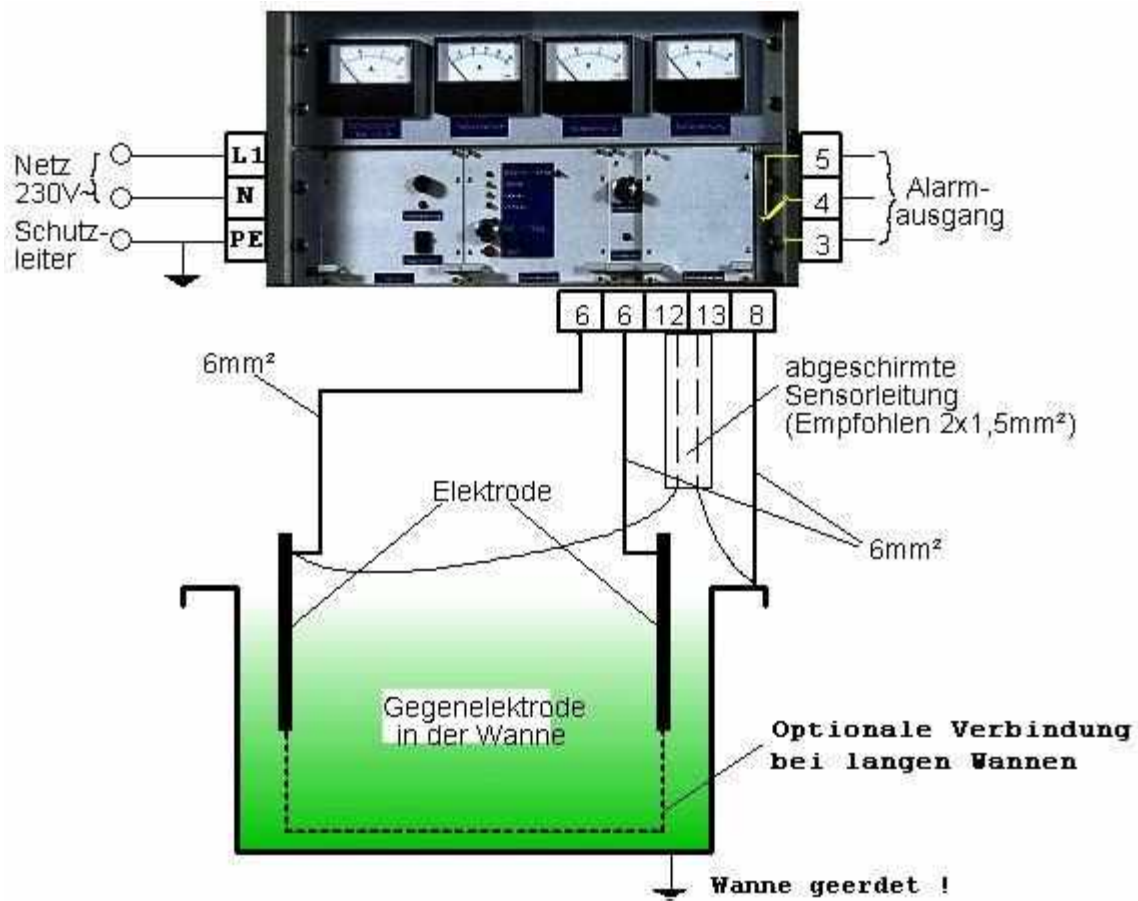 L1
N
PE
Netz
230V~
Schutz-
leiter
5
4
3
Alarm-
ausgang
6 6 12 13 8
6mm²
abgeschirmte
Sensorleitung
(Empfohlen 2x1,5mm²)
Elektrode
6mm²
Gegenelektrode
in der Wanne
Optionale Verbindung
bei langen Wannen
Wanne geerdet !